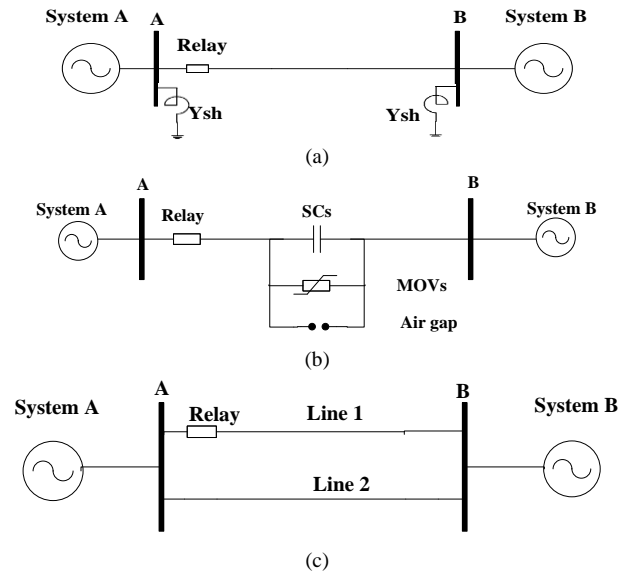 System A A B System B
Relay
Ysh Ysh
(a)
A B
System A Relay SCs System B
MOVs
Air gap
(b)
A B
System A System B
Relay Line 1
Line 2
(c)